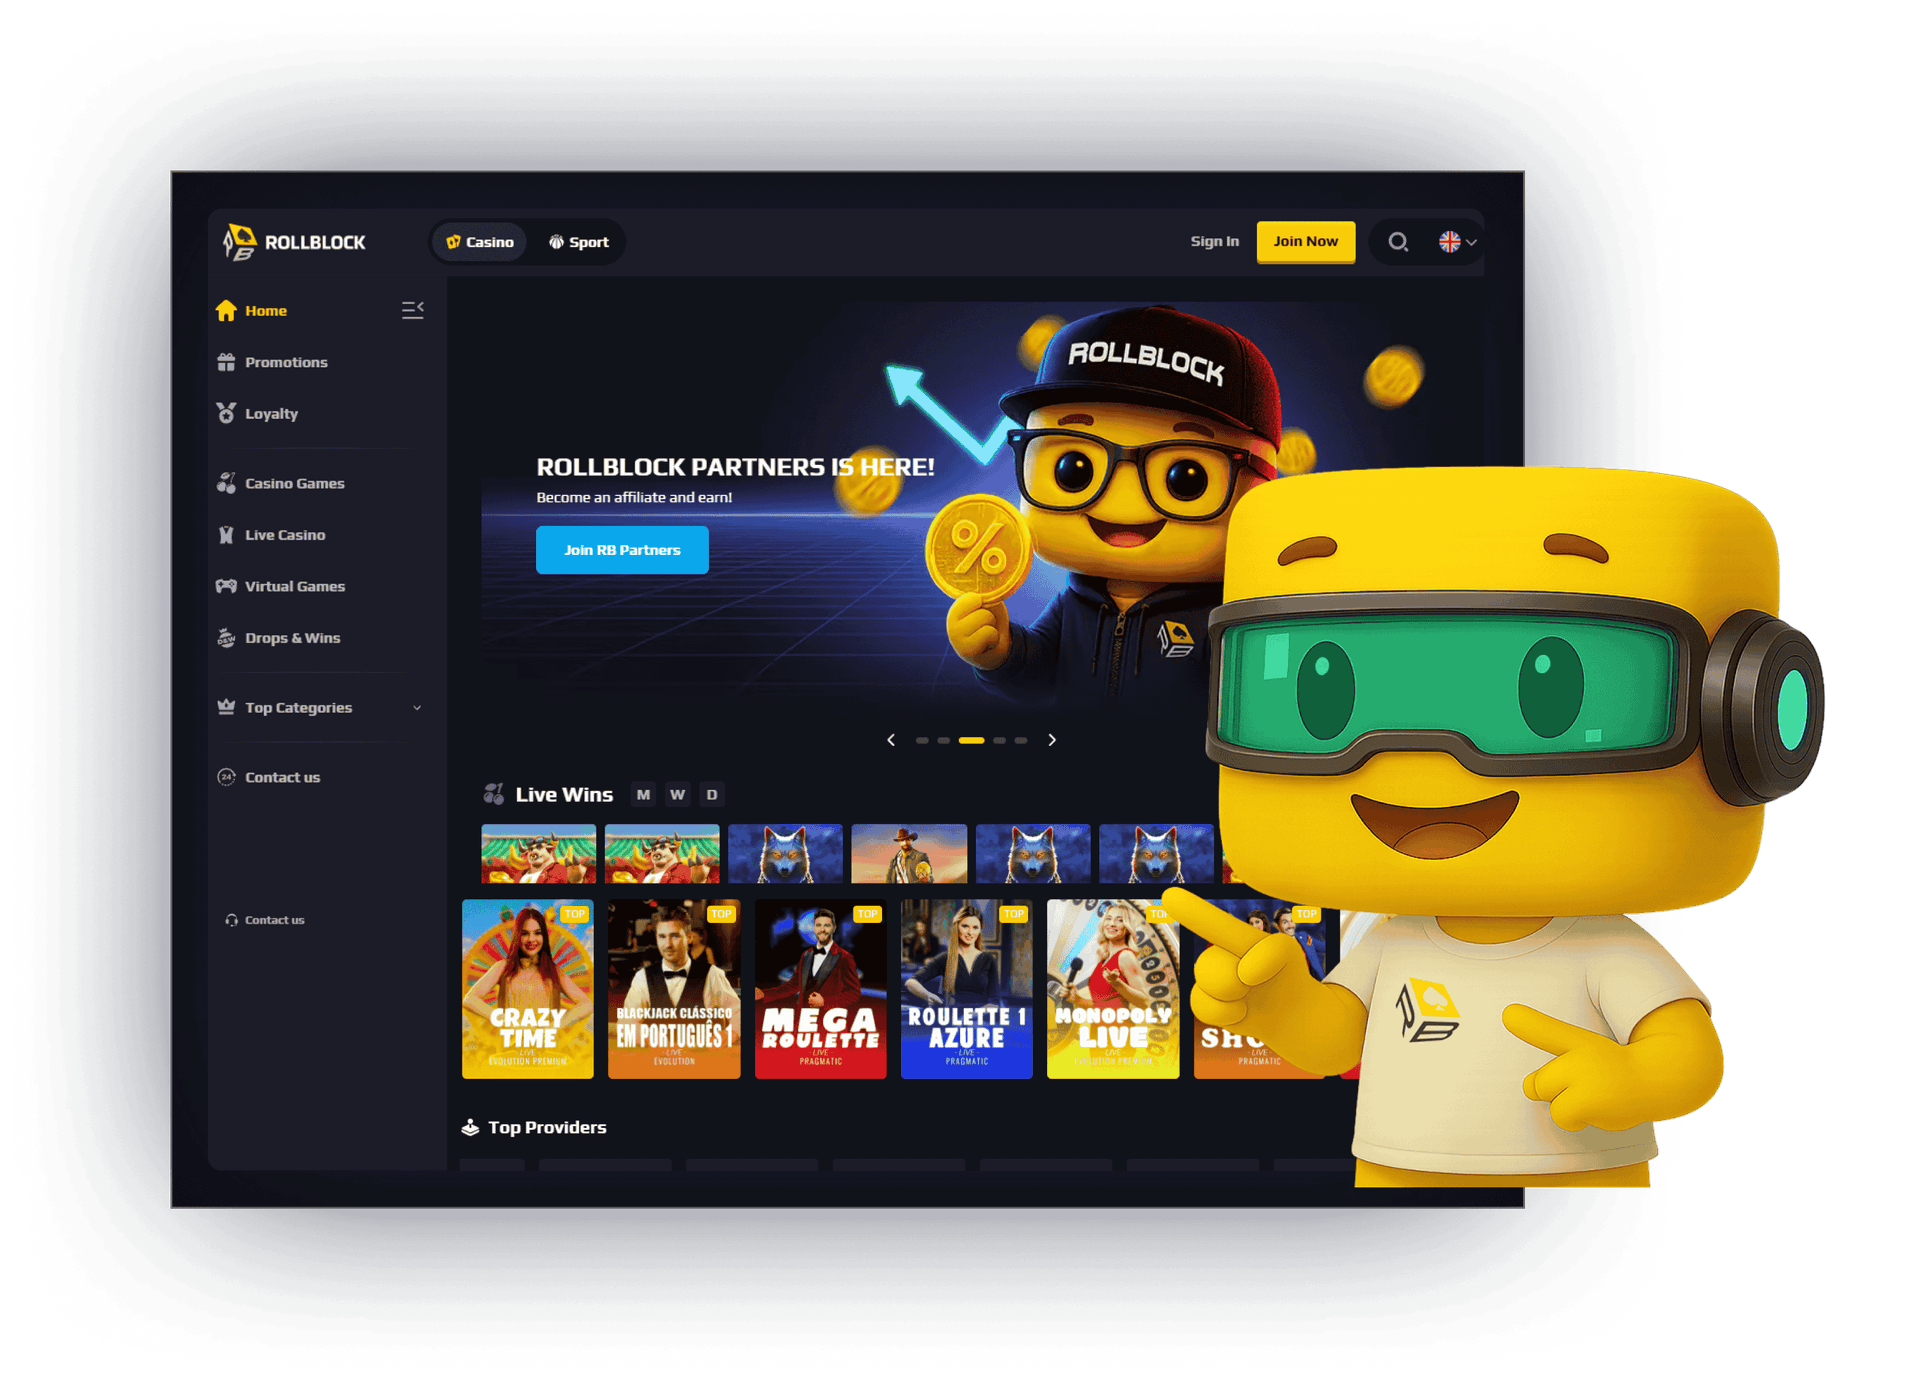 ROLLBLOCK
Casino
Sport
Sign In
Join Now
Home
Promotions
Loyalty
Casino Games
Live Casino
Virtual Games
Drops & Wins
Top Categories
24
Contact us
Contact us
ROLLBLOCK
ROLLBLOCK PARTNERS IS HERE!
Become an affiliate and earn!
Join RB Partners
%
Live Wins
M
W
D
TOP
CRAZY
TIME
LIVE
EVOLUTION PREMIUM
TOP
BLACKJACK CLÁSSICO
EM PORTUGUÊS 1
LIVE
EVOLUTION
TOP
MEGA
ROULETTE
LIVE
PRAGMATIC
TOP
ROULETTE 1
AZURE
- LIVE -
PRAGMATIC
MONOPOLY
LIVE
LIVE
EVOLUTION PREMIUM
TOP
LIVE
PRAGMATIC
Top Providers